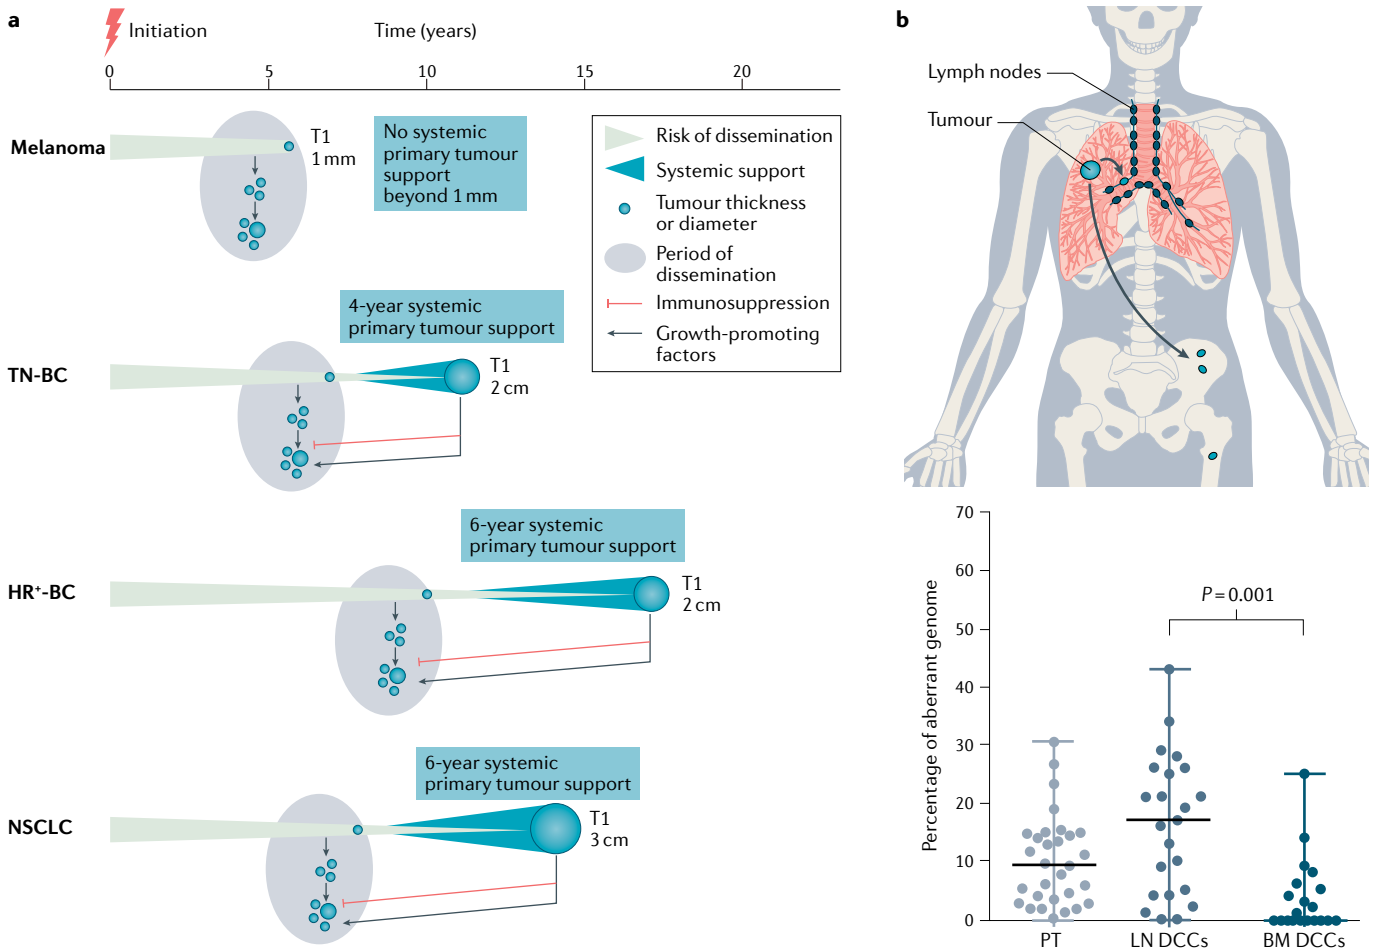 a
Initiation
Time (years)
0
5
10
15
20
Melanoma
T1
1 mm
No systemic
primary tumour
support
beyond 1 mm
Risk of dissemination
Systemic support
Tumour thickness
or diameter
Period of
dissemination
Immunosuppression
Growth-promoting
factors
4-year systemic
primary tumour support
TN-BC
T1
2 cm
6-year systemic
primary tumour support
HR⁺-BC
T1
2 cm
6-year systemic
primary tumour support
NSCLC
T1
3 cm
b
Lymph nodes
Tumour
Percentage of aberrant genome
70
60
50
40
30
20
10
0
P = 0.001
PT
LN DCCs
BM DCCs